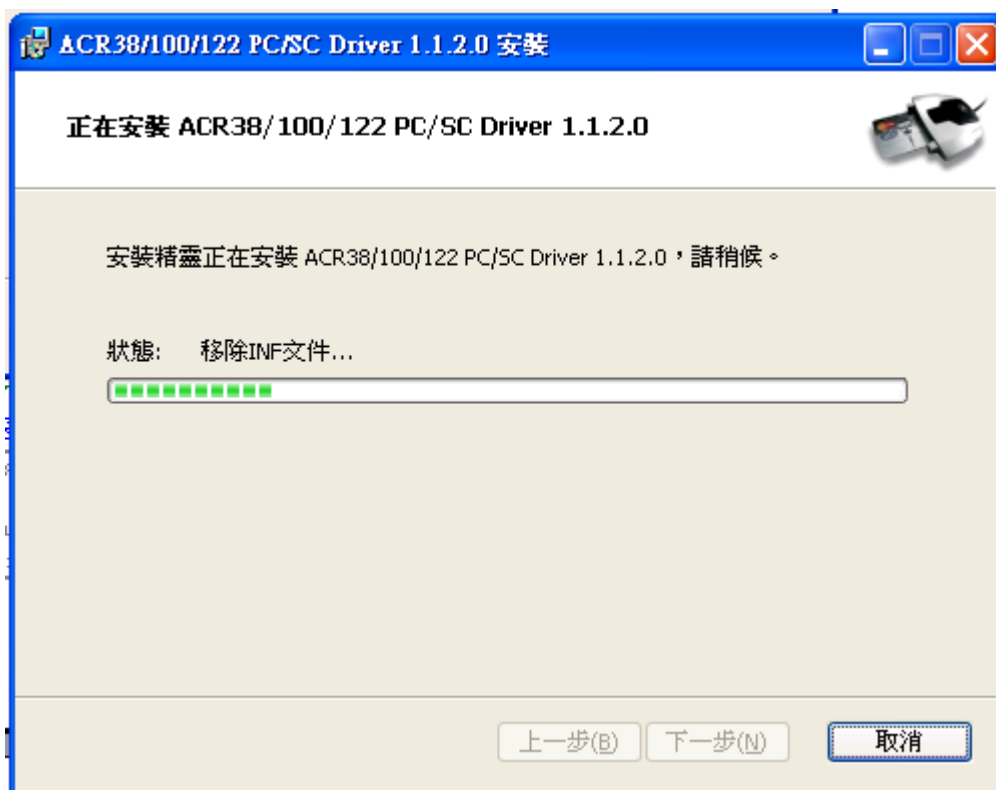 ACR38/100/122 PC/SC Driver 1.1.2.0 安裝
正在安裝 ACR38/100/122 PC/SC Driver 1.1.2.0
安裝精靈正在安裝 ACR38/100/122 PC/SC Driver 1.1.2.0，請稍候。
狀態: 移除INF文件...
上一步(B) 下一步(N) 取消